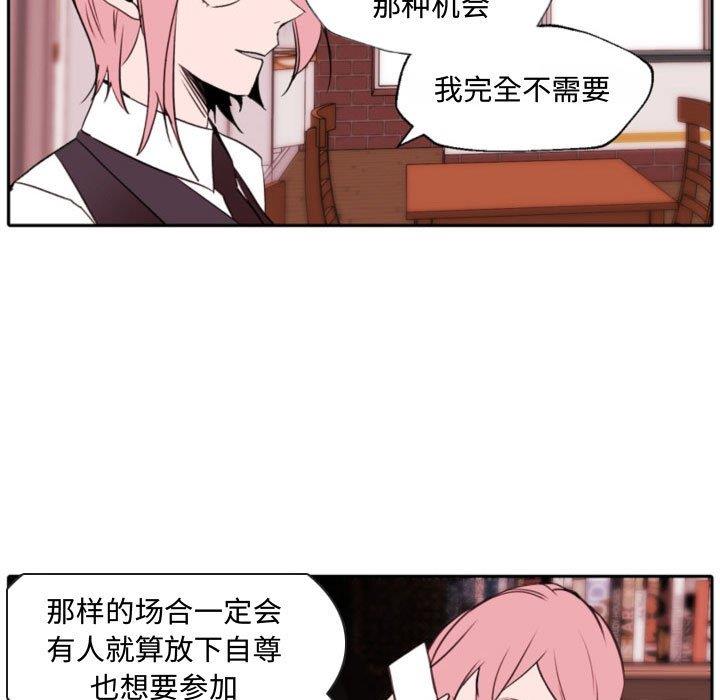 那种机会
我完全不需要
那样的场合一定会
有人就算放下自尊
也想要参加